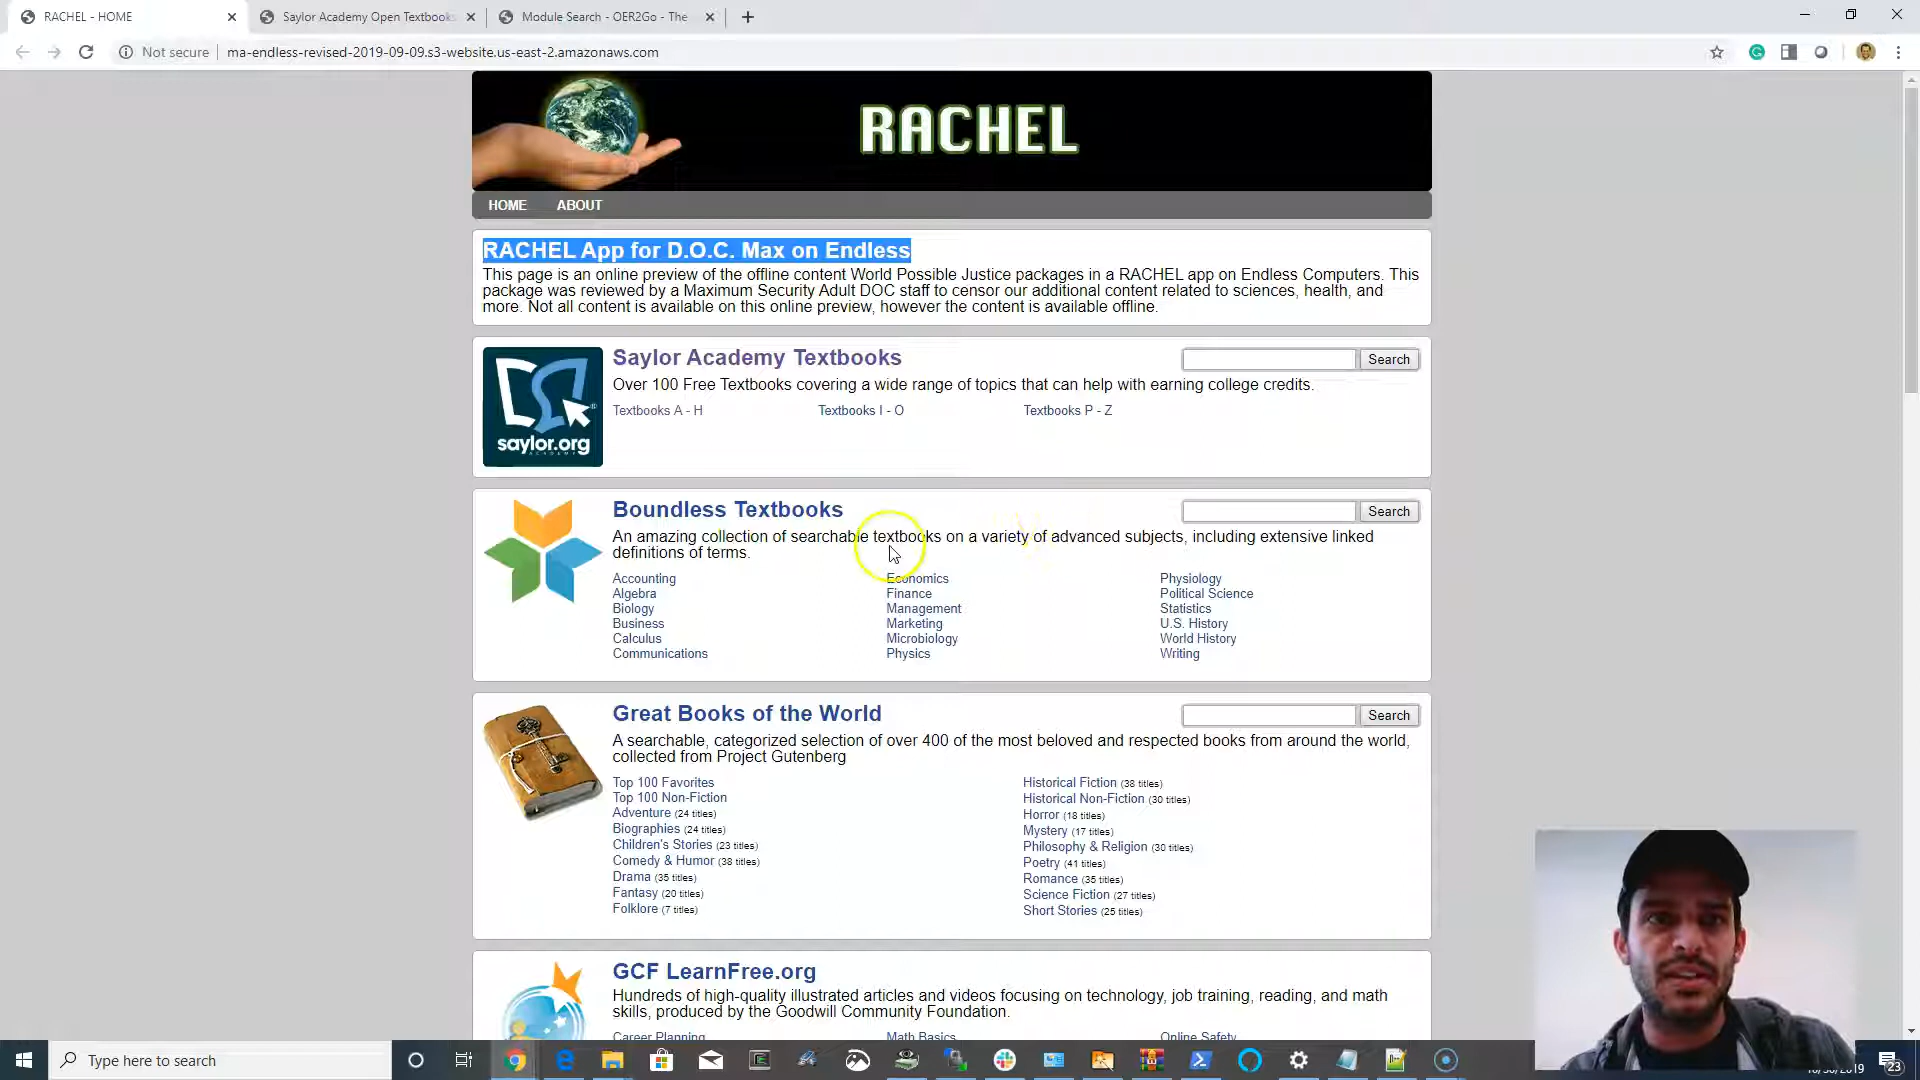 RACHEL - HOME
Saylor Academy Open Textbooks
Module Search - OER2Go - The
Not secure
ma-endless-revised-2019-09-09.s3-website.us-east-2.amazonaws.com
RACHEL
HOME ABOUT
RACHEL App for D.O.C. Max on Endless
This page is an online preview of the offline content World Possible Justice packages in a RACHEL app on Endless Computers. This
package was reviewed by a Maximum Security Adult DOC staff to censor our additional content related to sciences, health, and
more. Not all content is available on this online preview, however the content is available offline.
saylor.org
ACADEMY
Saylor Academy Textbooks
Search
Over 100 Free Textbooks covering a wide range of topics that can help with earning college credits.
Textbooks A - H Textbooks I - O Textbooks P - Z
Boundless Textbooks
Search
An amazing collection of searchable textbooks on a variety of advanced subjects, including extensive linked
definitions of terms.
Accounting Economics Physiology
Algebra Finance Political Science
Biology Management Statistics
Business Marketing U.S. History
Calculus Microbiology World History
Communications Physics Writing
Great Books of the World
Search
A searchable, categorized selection of over 400 of the most beloved and respected books from around the world,
collected from Project Gutenberg
Top 100 Favorites Historical Fiction (38 titles)
Top 100 Non-Fiction Historical Non-Fiction (30 titles)
Adventure (24 titles) Horror (18 titles)
Biographies (24 titles) Mystery (17 titles)
Children's Stories (23 titles) Philosophy & Religion (30 titles)
Comedy & Humor (38 titles) Poetry (41 titles)
Drama (35 titles) Romance (35 titles)
Fantasy (20 titles) Science Fiction (27 titles)
Folklore (7 titles) Short Stories (25 titles)
GCF LearnFree.org
Hundreds of high-quality illustrated articles and videos focusing on technology, job training, reading, and math
skills, produced by the Goodwill Community Foundation.
Career Planning Math Basics Online Safety
Type here to search
23